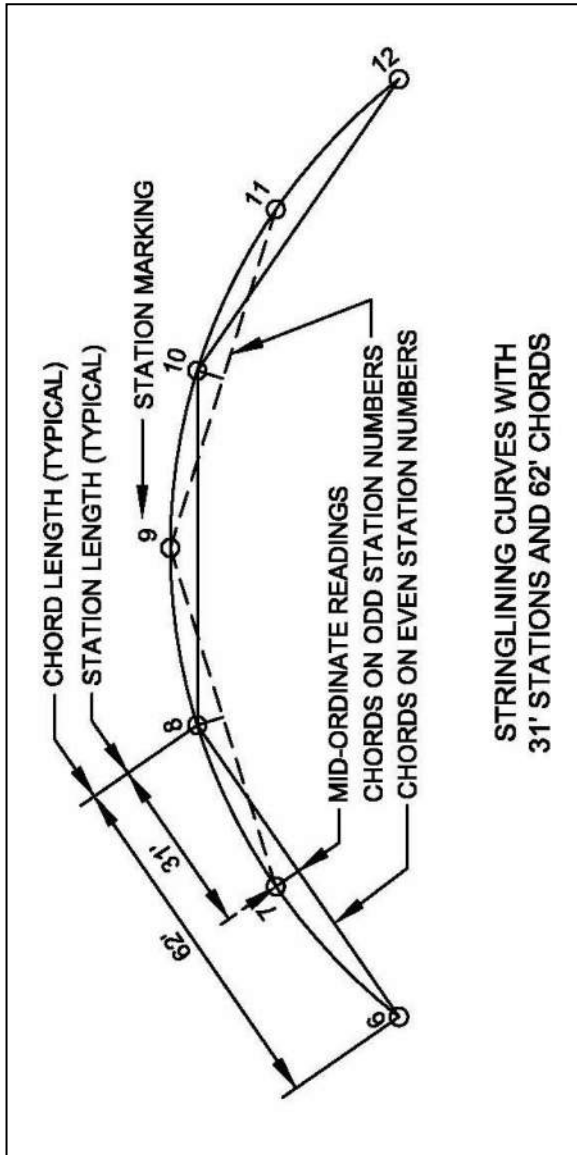 CHORD LENGTH (TYPICAL)
STATION LENGTH (TYPICAL)
STATION MARKING
62'
31'
6
7
8
9
10
11
12
MID-ORDINATE READINGS
CHORDS ON ODD STATION NUMBERS
CHORDS ON EVEN STATION NUMBERS
STRINGLINING CURVES WITH
31' STATIONS AND 62' CHORDS